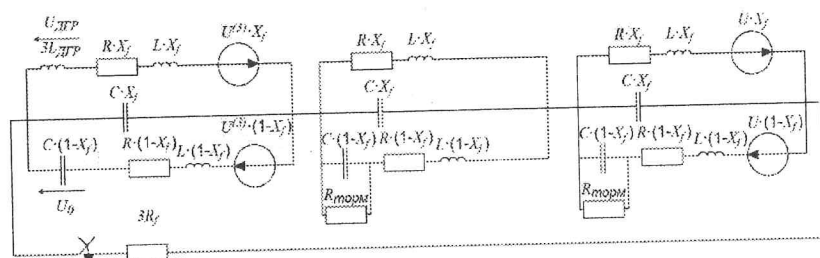 U_ДГР
3L_ДГР R·X_f L·X_f U^(3)·X_f
C·X_f
C·(1-X_f) R·(1-X_f) L·(1-X_f) U^(3)·(1-X_f)
U_0
3R_f
R·X_f L·X_f
C·X_f
C·(1-X_f) R·(1-X_f) L·(1-X_f)
R_торм
R·X_f L·X_f U·X_f
C·X_f
C·(1-X_f) R·(1-X_f) L·(1-X_f) U·(1-X_f)
R_торм